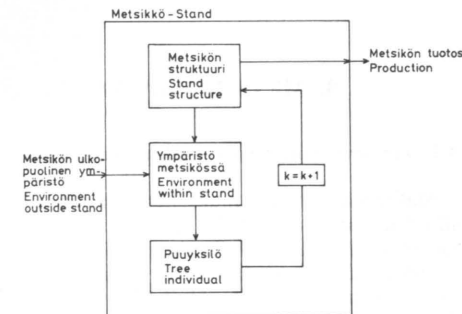 Metsikkö - Stand
Metsikön
struktuuri
Stand
structure
Metsikön tuotos
Production
Metsikön ulko-
puolinen ym-
päristö
Environment
outside stand
Ympäristö
metsikössä
Environment
within stand
k = k+1
Puuyksilö
Tree
individual